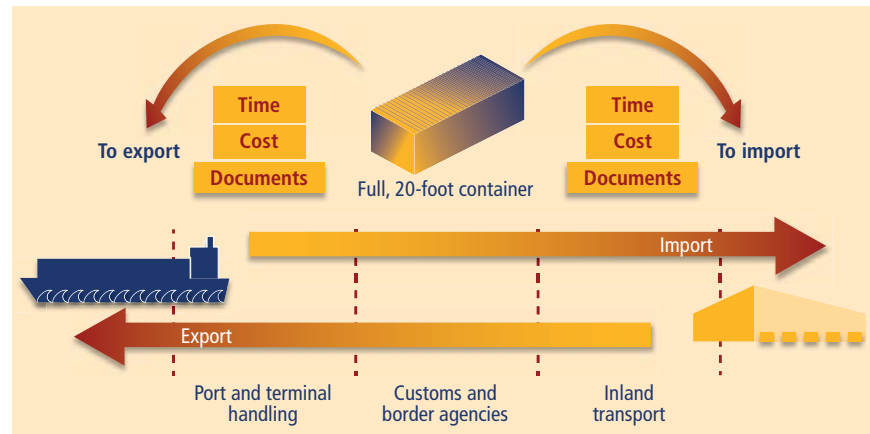 Time
Cost
Documents
To export
Full, 20-foot container
Time
Cost
Documents
To import
Import
Export
Port and terminal
handling
Customs and
border agencies
Inland
transport